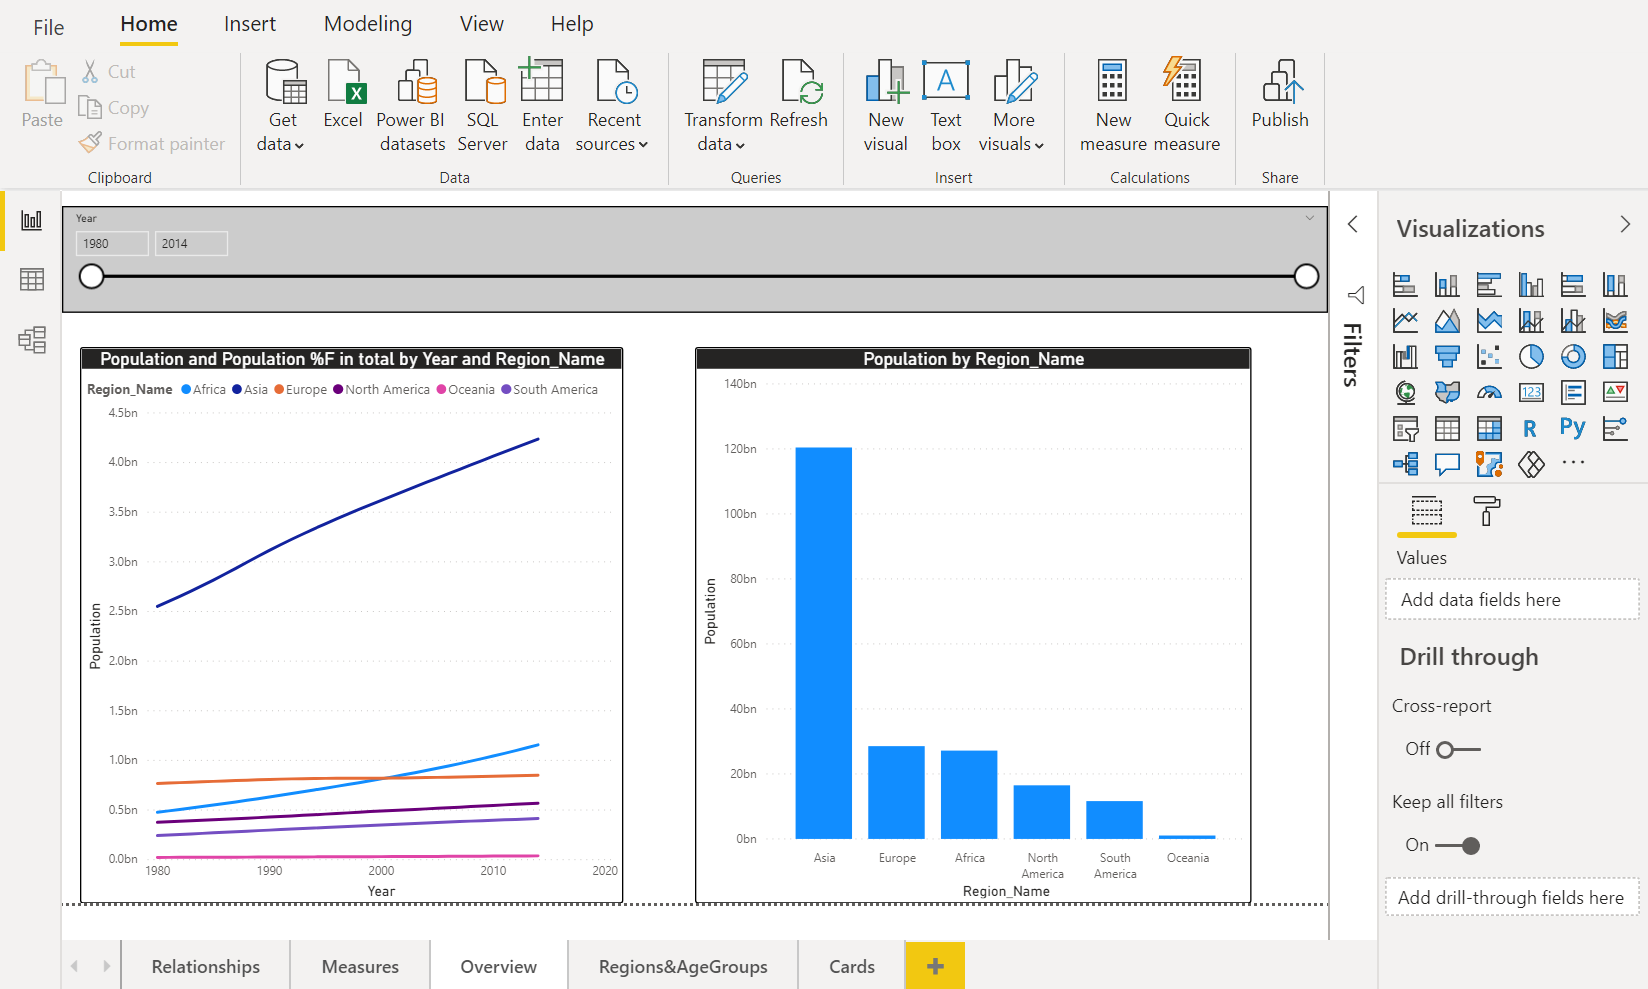 File Home Insert Modeling View Help
Paste
Cut
Copy
Format painter
Clipboard
Get
data
Excel
Power BI
datasets
SQL
Server
Enter
data
Recent
sources
Data
Transform
data
Refresh
Queries
New
visual
Text
box
More
visuals
Insert
New
measure
Quick
measure
Calculations
Publish
Share
Year
1980 2014
Population and Population %F in total by Year and Region_Name
Region_Name Africa Asia Europe North America Oceania South America
4.5bn
4.0bn
3.5bn
3.0bn
2.5bn
2.0bn
1.5bn
1.0bn
0.5bn
0.0bn
Population
1980 1990 2000 2010 2020
Year
Population by Region_Name
140bn
120bn
100bn
80bn
60bn
40bn
20bn
0bn
Population
Asia Europe Africa North
America South
America Oceania
Region_Name
Filters
Visualizations
123
R Py
Values
Add data fields here
Drill through
Cross-report
Off
Keep all filters
On
Add drill-through fields here
Relationships Measures Overview Regions&AgeGroups Cards +